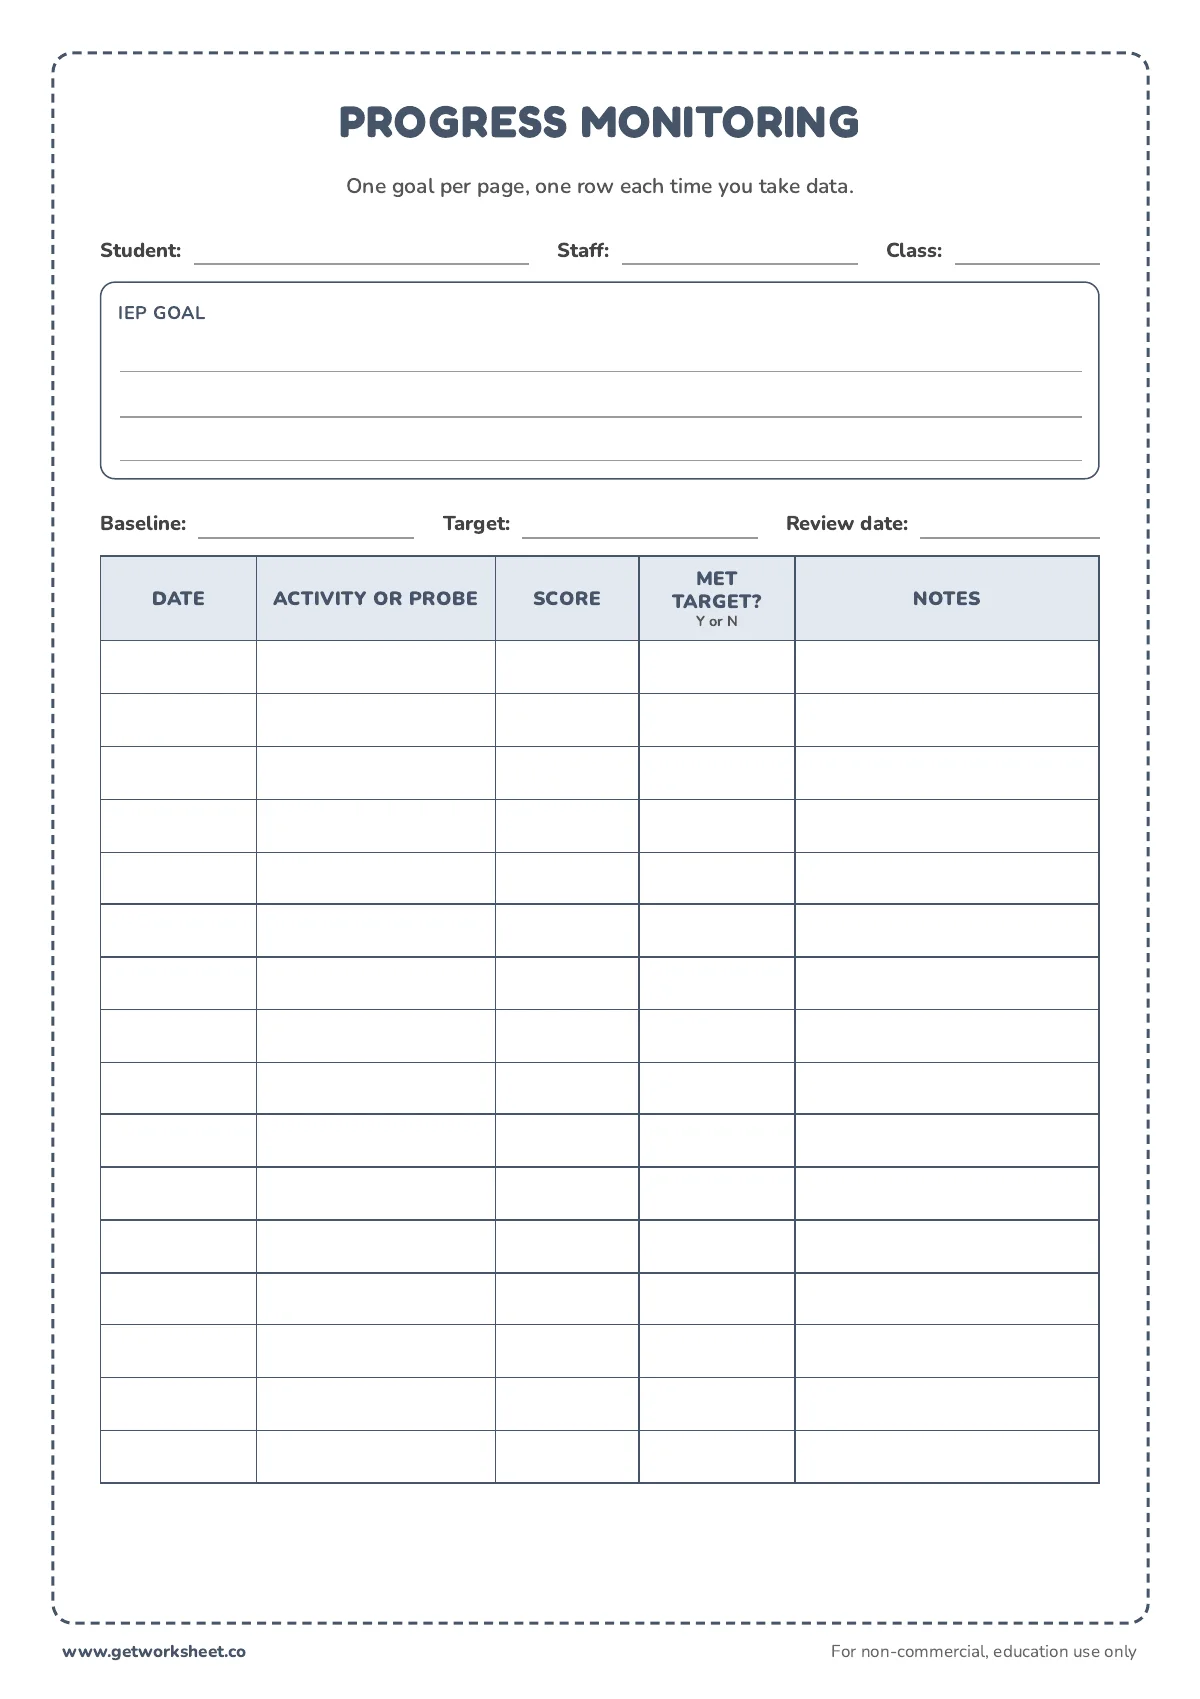 PROGRESS MONITORING
One goal per page, one row each time you take data.
Student: Staff: Class:
IEP GOAL
Baseline: Target: Review date:
DATE ACTIVITY OR PROBE SCORE MET TARGET? Y or N NOTES
www.getworksheet.co For non-commercial, education use only